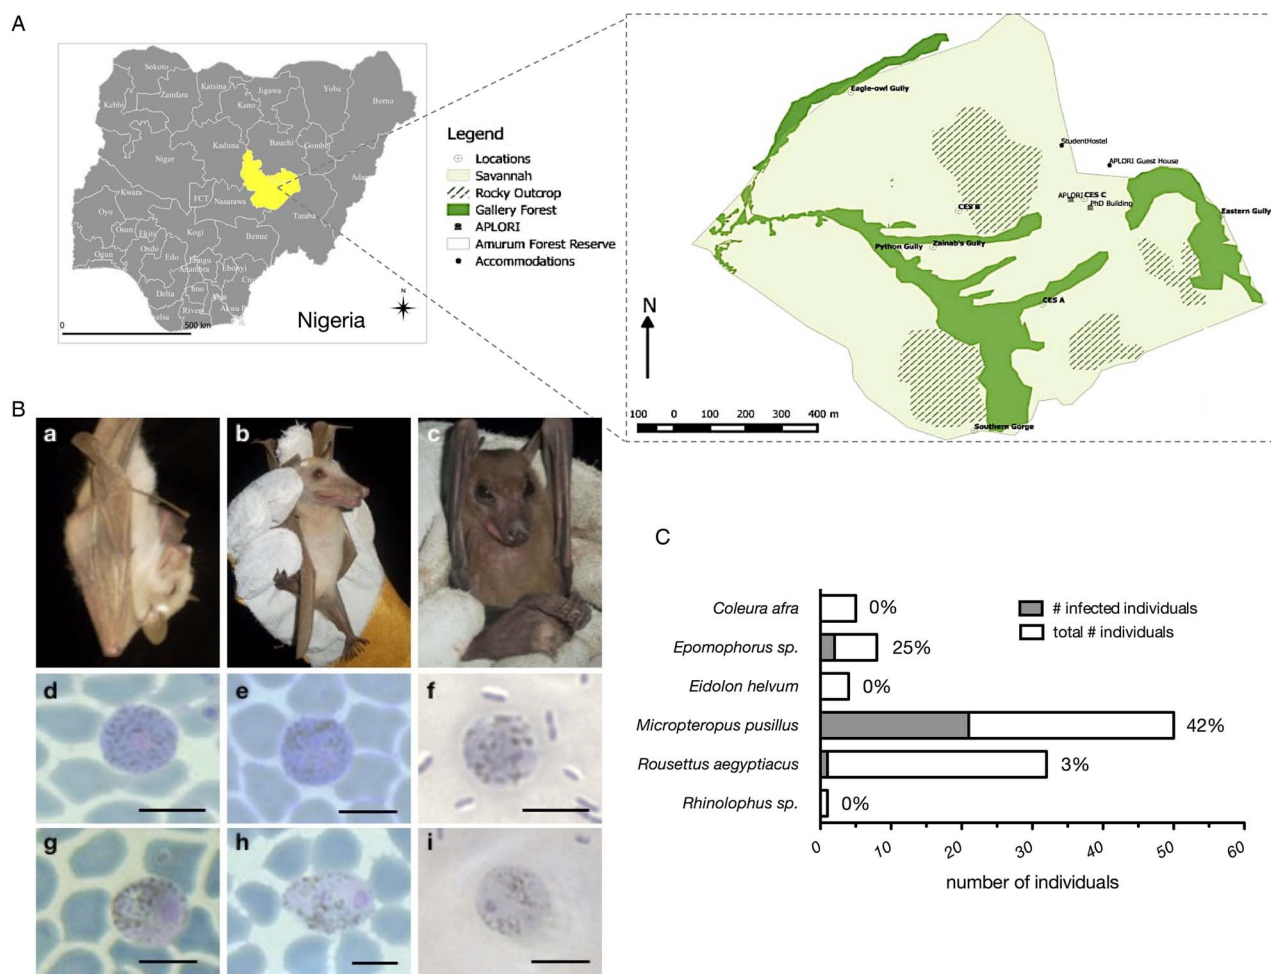 A
Sokoto
Katsina
Zamfara
Jigawa
Yobe
Kebbi
Kano
Borno
Kaduna
Bauchi
Gombe
Niger
Kwara
FCT
Nasarawa
Taraba
Oyo
Kogi
Benue
Osun
Ekiti
Ondo
Edo
Ogun
Enugu
Anambra
Ebonyi
Delta
Imo
Rivers
N
Nigeria
0
500 km
Legend
Locations
Savannah
Rocky Outcrop
Gallery Forest
APLORI
Amurum Forest Reserve
Accommodations
Eagle-owl Gully
StudentHostel
APLORI Guest House
APLORI
CES C
PhD Building
CES B
Eastern Gully
Python Gully
Zainab's Gully
CES A
Southern Gorge
N
100 0 100 200 300 400 m
B
a
b
c
d
e
f
g
h
i
C
# infected individuals
total # individuals
Coleura afra 0%
Epomophorus sp. 25%
Eidolon helvum 0%
Micropteropus pusillus 42%
Rousettus aegyptiacus 3%
Rhinolophus sp. 0%
0 10 20 30 40 50 60
number of individuals